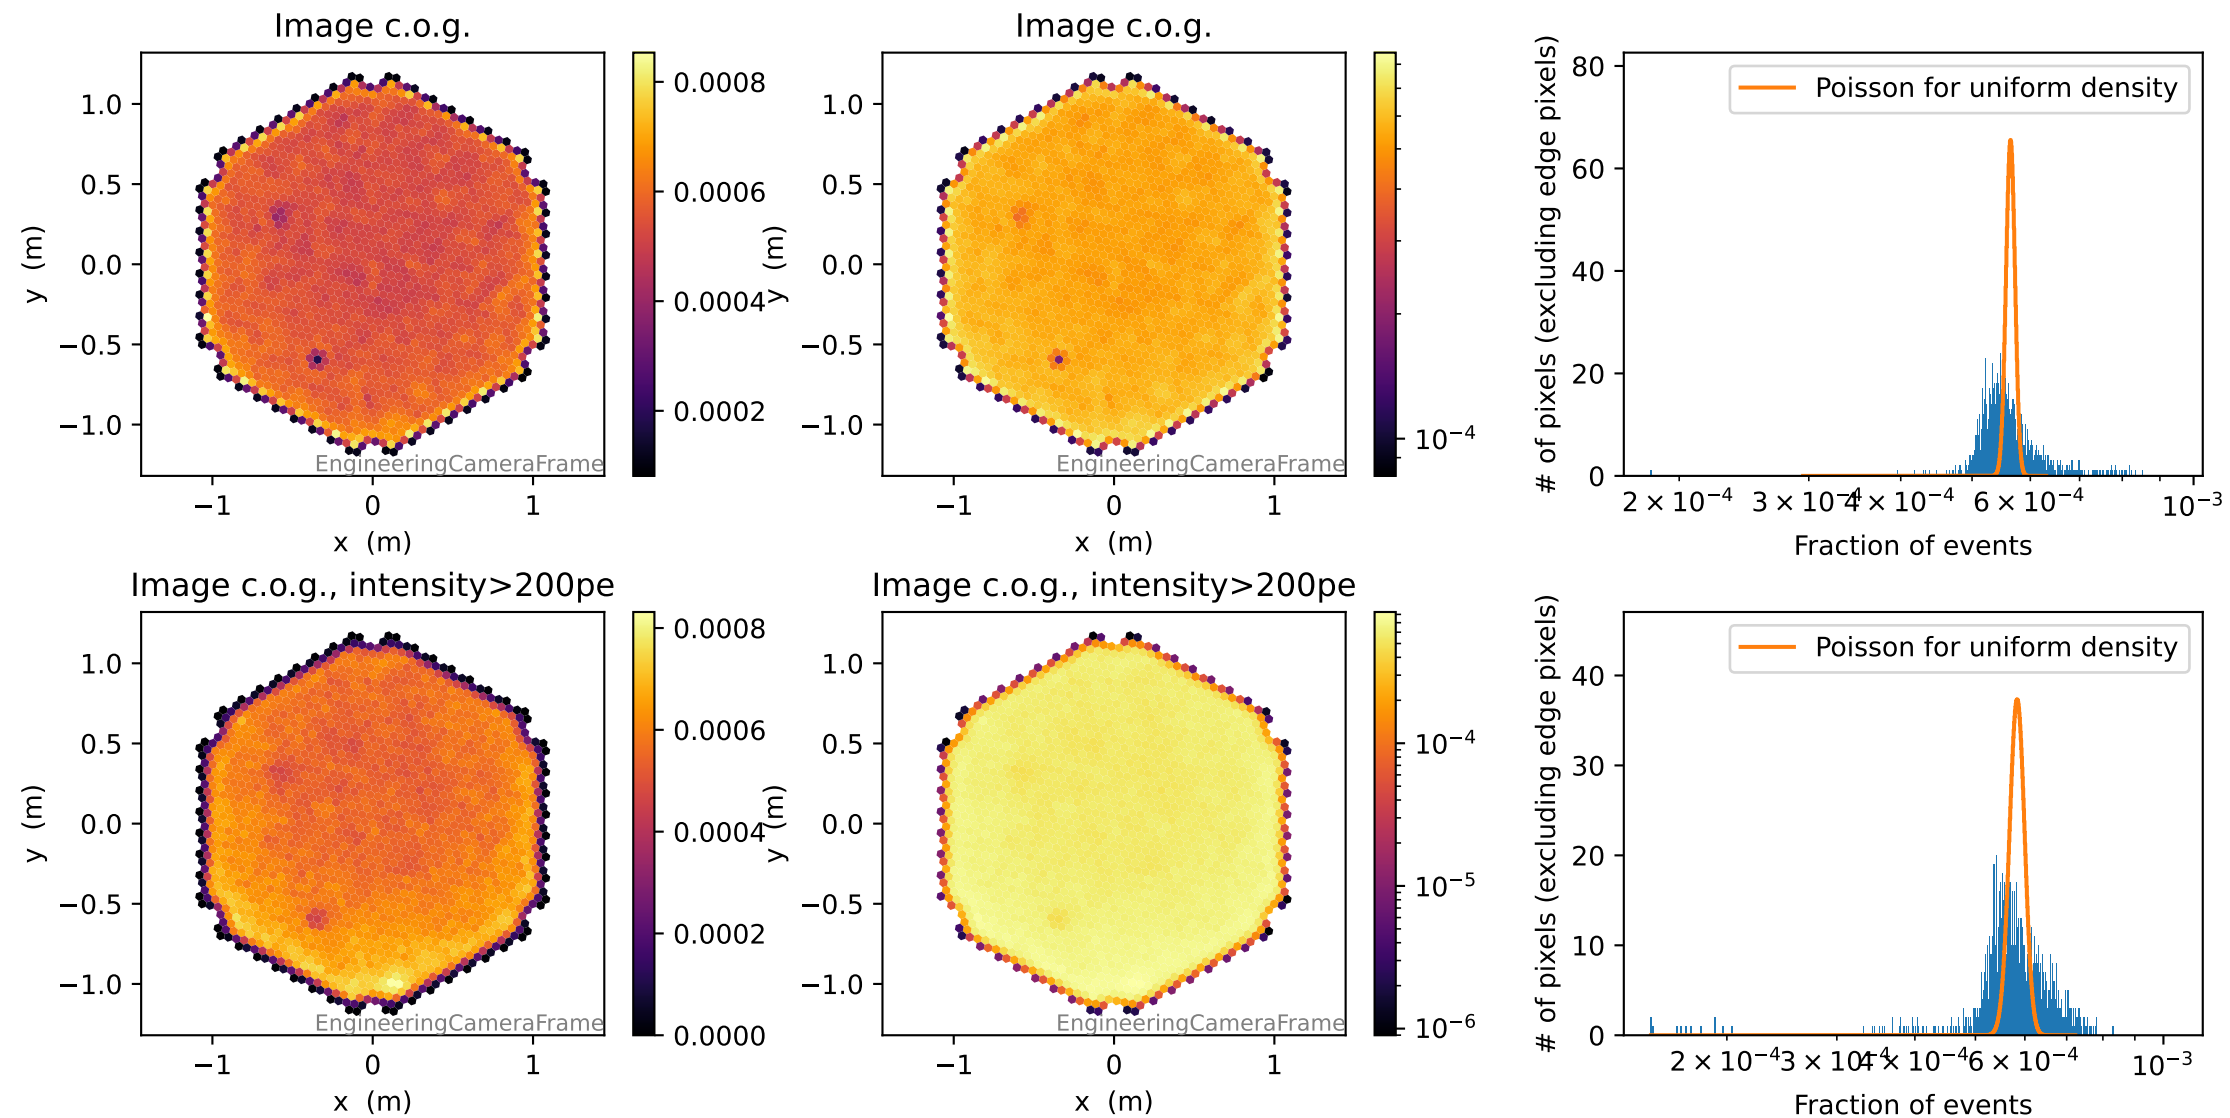 Image c.o.g.
1.0
0.5
0.0
−0.5
−1.0
y (m)
−1
0
1
x (m)
EngineeringCameraFrame
0.0008
0.0006
0.0004
0.0002
Image c.o.g.
1.0
0.5
0.0
−0.5
−1.0
y (m)
−1
0
1
x (m)
EngineeringCameraFrame
10⁻⁴
80
60
40
20
0
# of pixels (excluding edge pixels)
Poisson for uniform density
2 × 10⁻⁴
3 × 10⁻⁴
4 × 10⁻⁴
6 × 10⁻⁴
10⁻³
Fraction of events
Image c.o.g., intensity>200pe
1.0
0.5
0.0
−0.5
−1.0
y (m)
−1
0
1
x (m)
EngineeringCameraFrame
0.0008
0.0006
0.0004
0.0002
0.0000
Image c.o.g., intensity>200pe
1.0
0.5
0.0
−0.5
−1.0
y (m)
−1
0
1
x (m)
EngineeringCameraFrame
10⁻⁴
10⁻⁵
10⁻⁶
40
30
20
10
0
# of pixels (excluding edge pixels)
Poisson for uniform density
2 × 10⁻⁴
3 × 10⁻⁴
4 × 10⁻⁴
6 × 10⁻⁴
10⁻³
Fraction of events